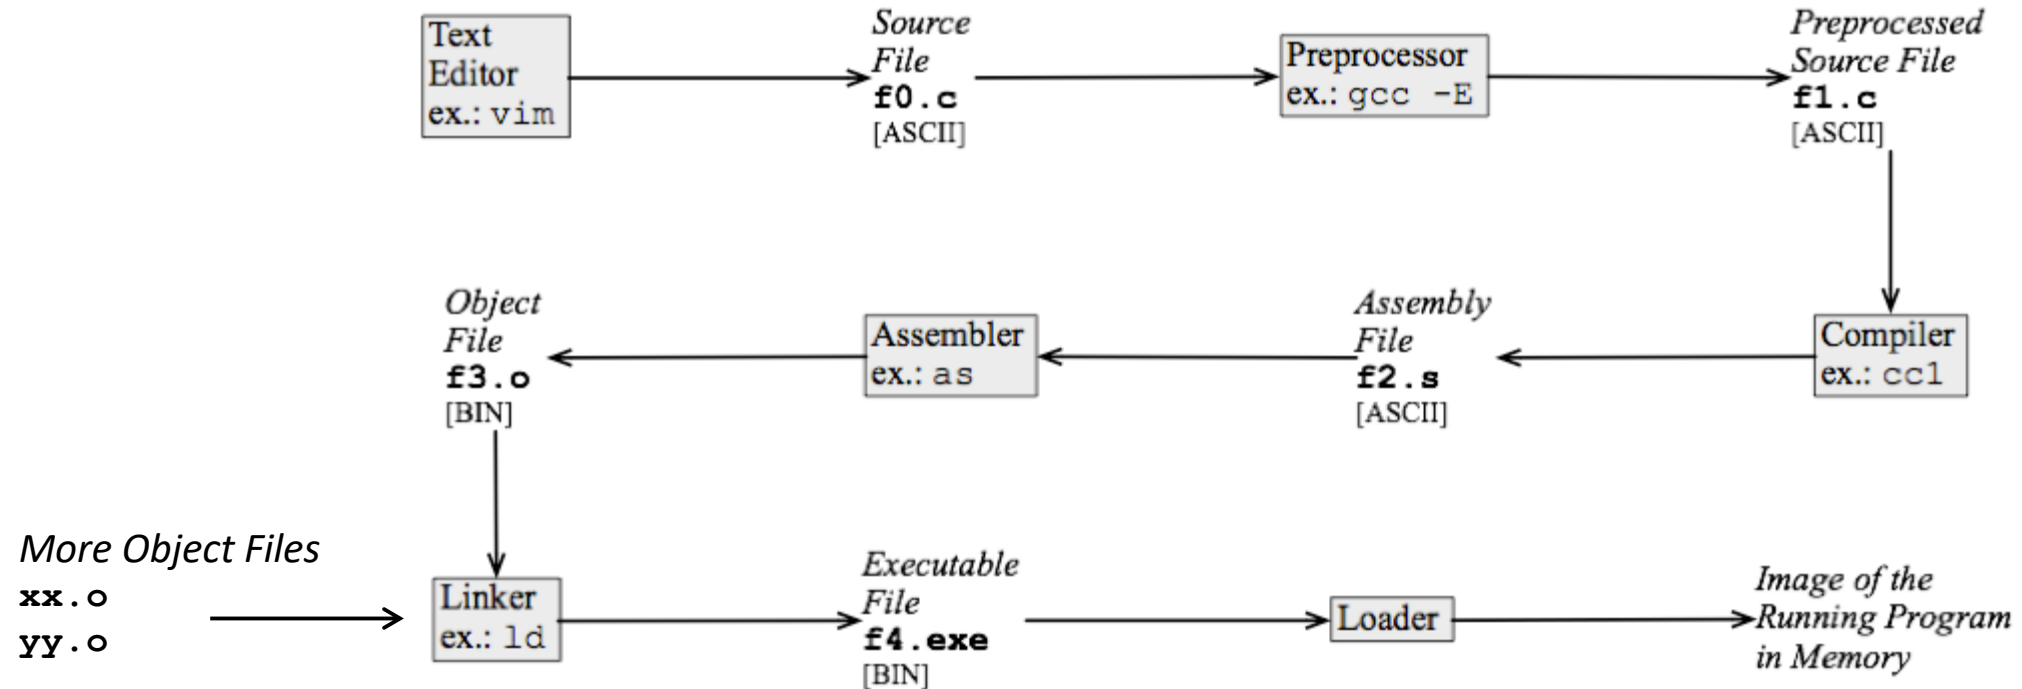 Text
Editor
ex.: vim
Source
File
f0.c
[ASCII]
Preprocessor
ex.: gcc -E
Preprocessed
Source File
f1.c
[ASCII]
Compiler
ex.: cc1
Assembly
File
f2.s
[ASCII]
Assembler
ex.: as
Object
File
f3.o
[BIN]
More Object Files
xx.o
yy.o
Linker
ex.: ld
Executable
File
f4.exe
[BIN]
Loader
Image of the
Running Program
in Memory